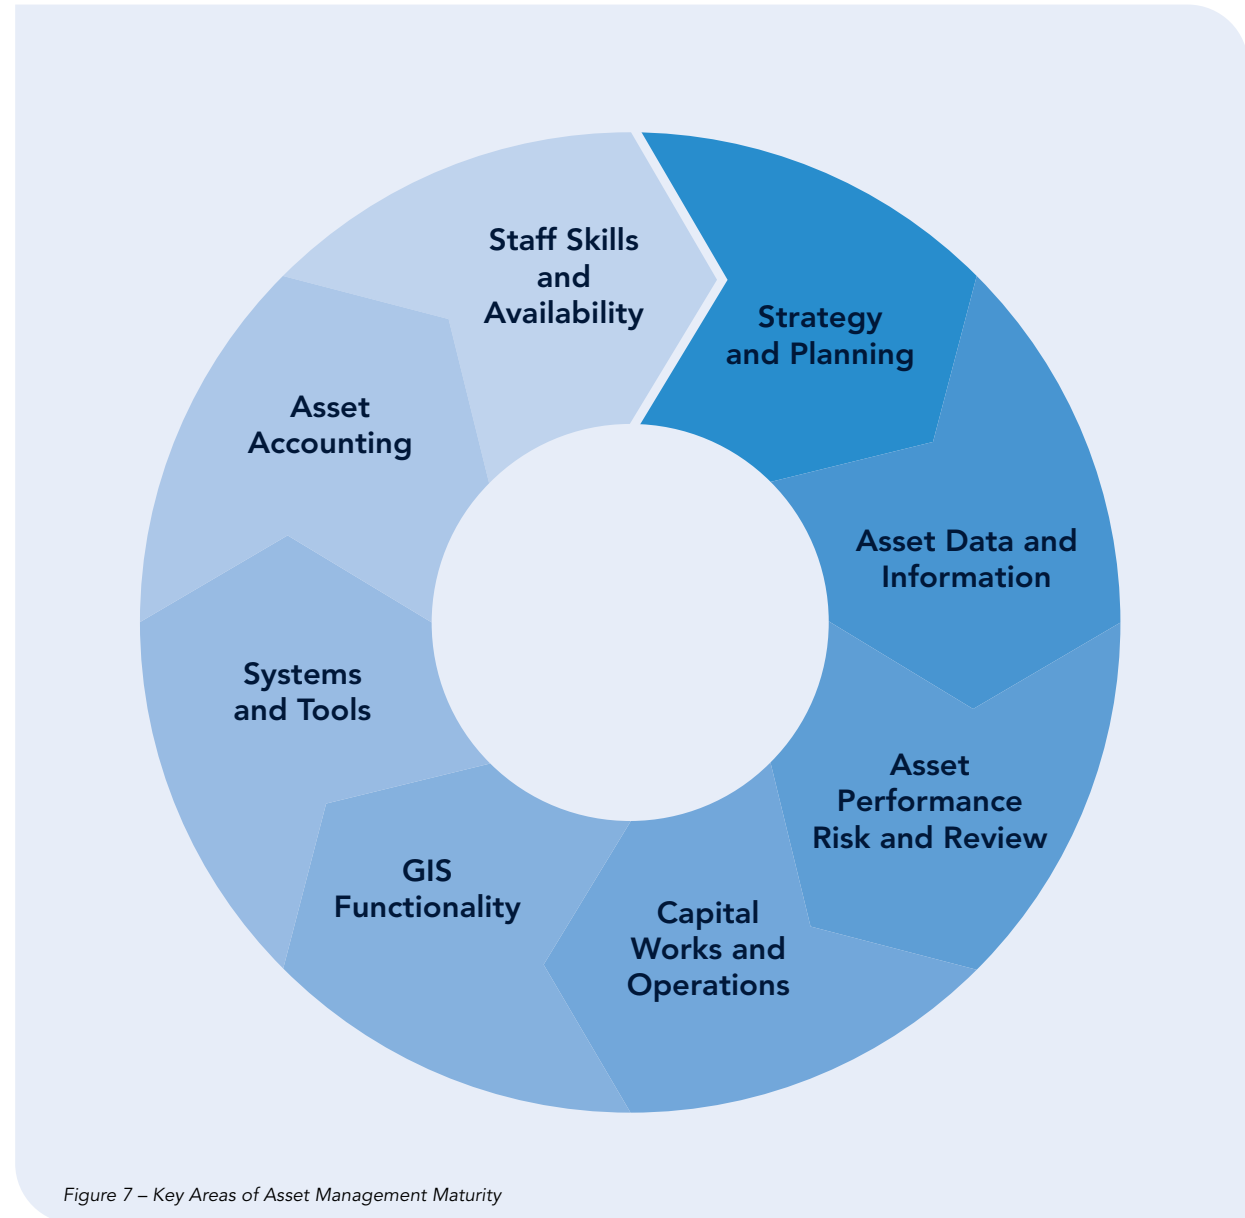 Staff Skills
and
Availability
Strategy
and Planning
Asset Data and
Information
Asset
Performance
Risk and Review
Capital
Works and
Operations
GIS
Functionality
Systems
and Tools
Asset
Accounting
Figure 7 – Key Areas of Asset Management Maturity